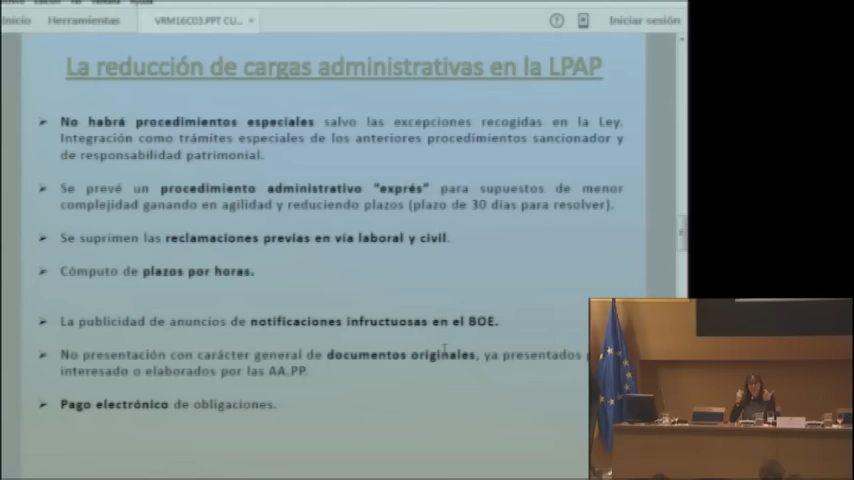 Archivo Edición Ver Ventana Ayuda
Inicio Herramientas VRM16C03.PPT CU... × ? Iniciar sesión
La reducción de cargas administrativas en la LPAP
➤ No habrá procedimientos especiales salvo las excepciones recogidas en la Ley.
Integración como trámites especiales de los anteriores procedimientos sancionador y
de responsabilidad patrimonial.
➤ Se prevé un procedimiento administrativo "exprés" para supuestos de menor
complejidad ganando en agilidad y reduciendo plazos (plazo de 30 días para resolver).
➤ Se suprimen las reclamaciones previas en vía laboral y civil.
➤ Cómputo de plazos por horas.
➤ La publicidad de anuncios de notificaciones infructuosas en el BOE.
➤ No presentación con carácter general de documentos originales, ya presentados
interesado o elaborados por las AA.PP.
➤ Pago electrónico de obligaciones.